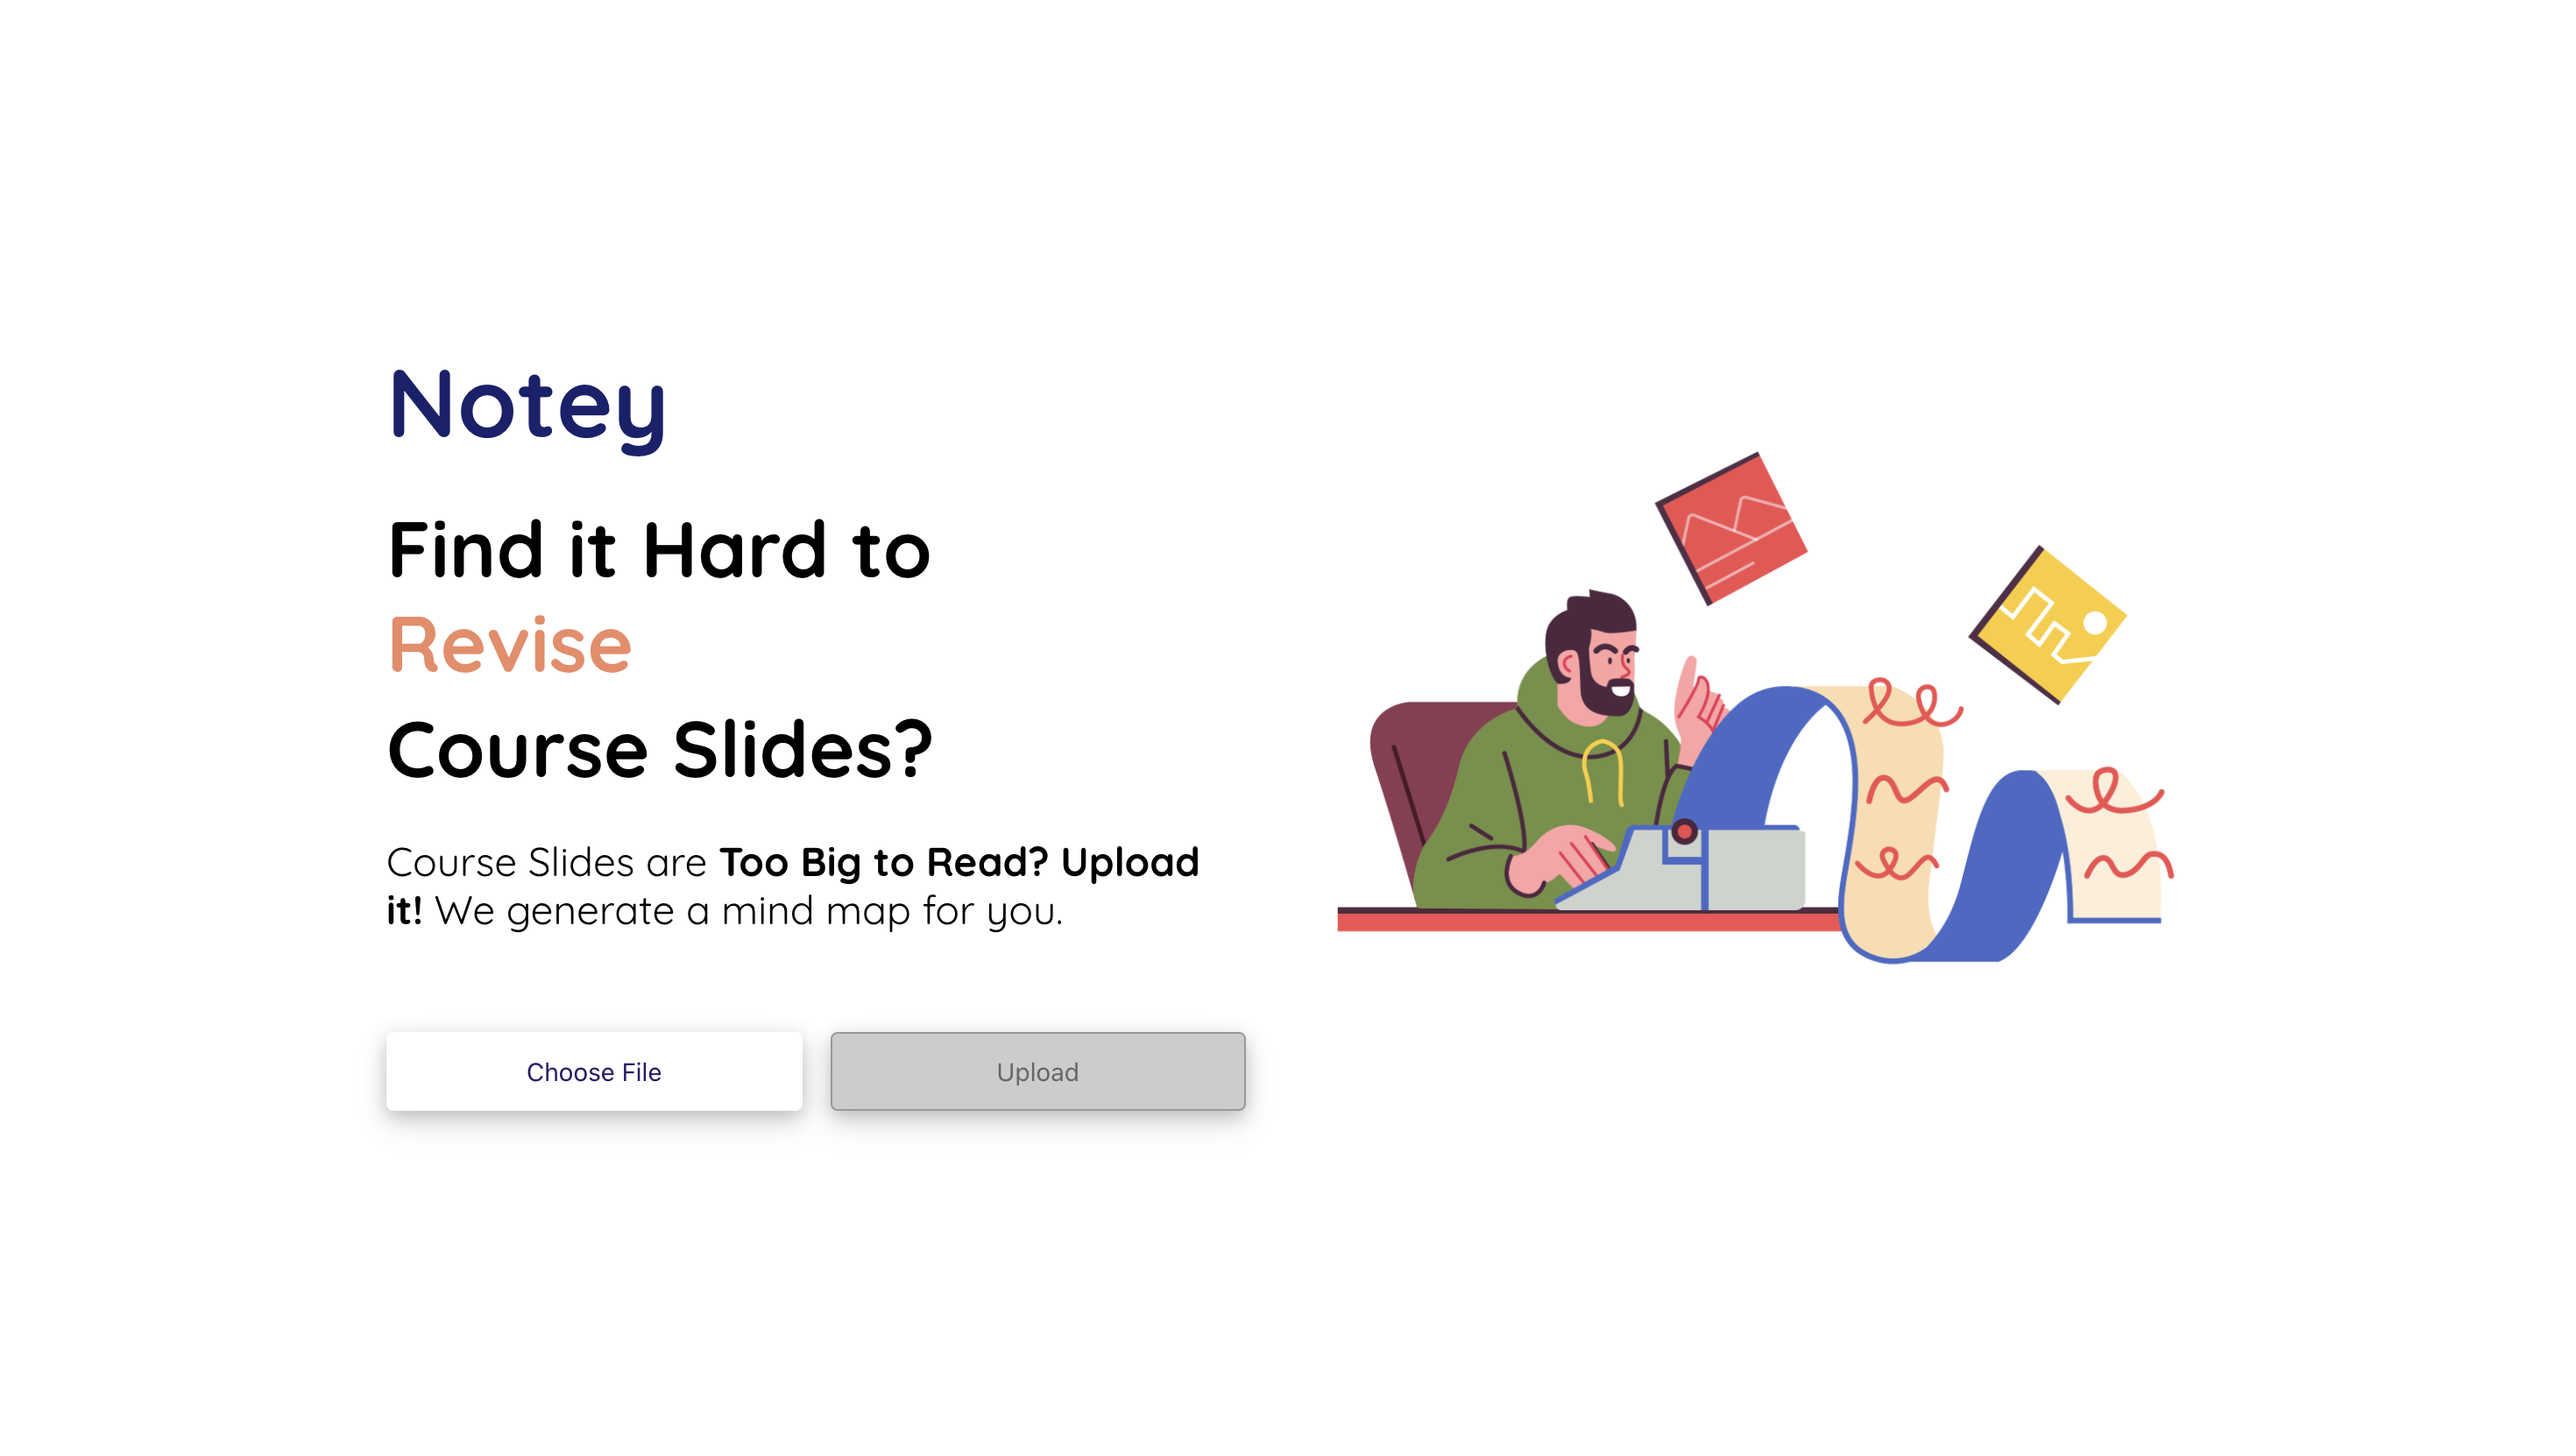 Notey
Find it Hard to
Revise
Course Slides?
Course Slides are Too Big to Read? Upload
it! We generate a mind map for you.
Choose File
Upload